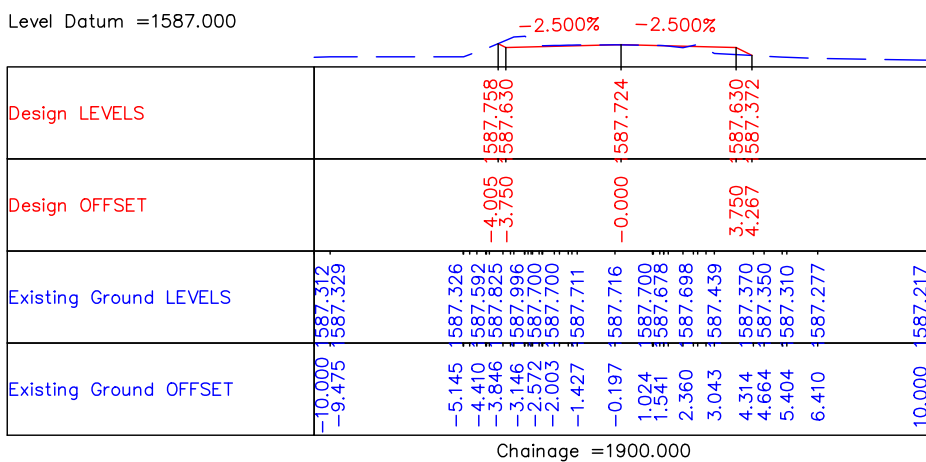 Level Datum =1587.000
-2.500% -2.500%
Design LEVELS 1587.758 1587.630 1587.724 1587.630 1587.372
Design OFFSET -4.005 -3.750 -0.000 3.750 4.267
Existing Ground LEVELS 1587.312 1587.329 1587.326 1587.592 1587.825 1587.996 1587.700 1587.700 1587.711 1587.716 1587.700 1587.678 1587.698 1587.439 1587.370 1587.350 1587.310 1587.277 1587.217
Existing Ground OFFSET -10.000 -9.475 -5.145 -4.410 -3.846 -3.146 -2.572 -2.003 -1.427 -0.197 1.024 1.541 2.360 3.043 4.314 4.664 5.404 6.410 10.000
Chainage =1900.000